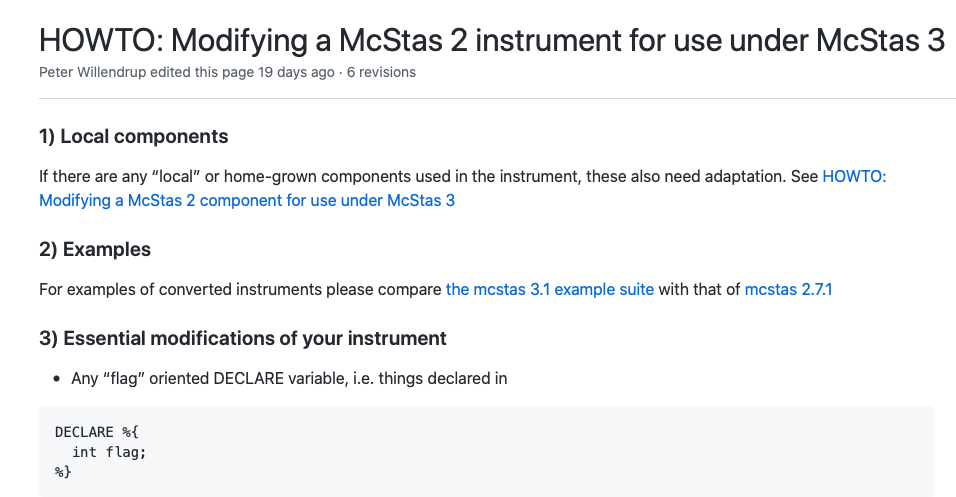 HOWTO: Modifying a McStas 2 instrument for use under McStas 3
Peter Willendrup edited this page 19 days ago · 6 revisions
1) Local components
If there are any “local” or home-grown components used in the instrument, these also need adaptation. See HOWTO:
Modifying a McStas 2 component for use under McStas 3
2) Examples
For examples of converted instruments please compare the mcstas 3.1 example suite with that of mcstas 2.7.1
3) Essential modifications of your instrument
• Any “flag” oriented DECLARE variable, i.e. things declared in
DECLARE %{
  int flag;
%}